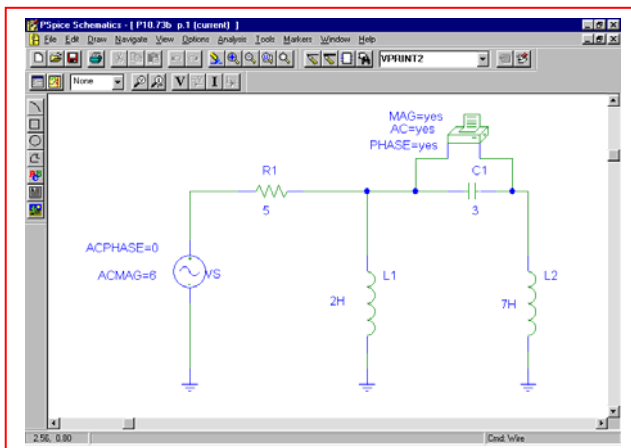 PSpice Schematics - [ P10.73b p.1 (current) ]
File Edit Draw Navigate View Options Analysis Tools Markers Window Help
VPRINT2
None
V I
MAG=yes
AC=yes
PHASE=yes
R1
C1
5
3
ACPHASE=0
ACMAG=6
VS
L1
2H
L2
7H
2.56, 0.00
Cmd: Wire